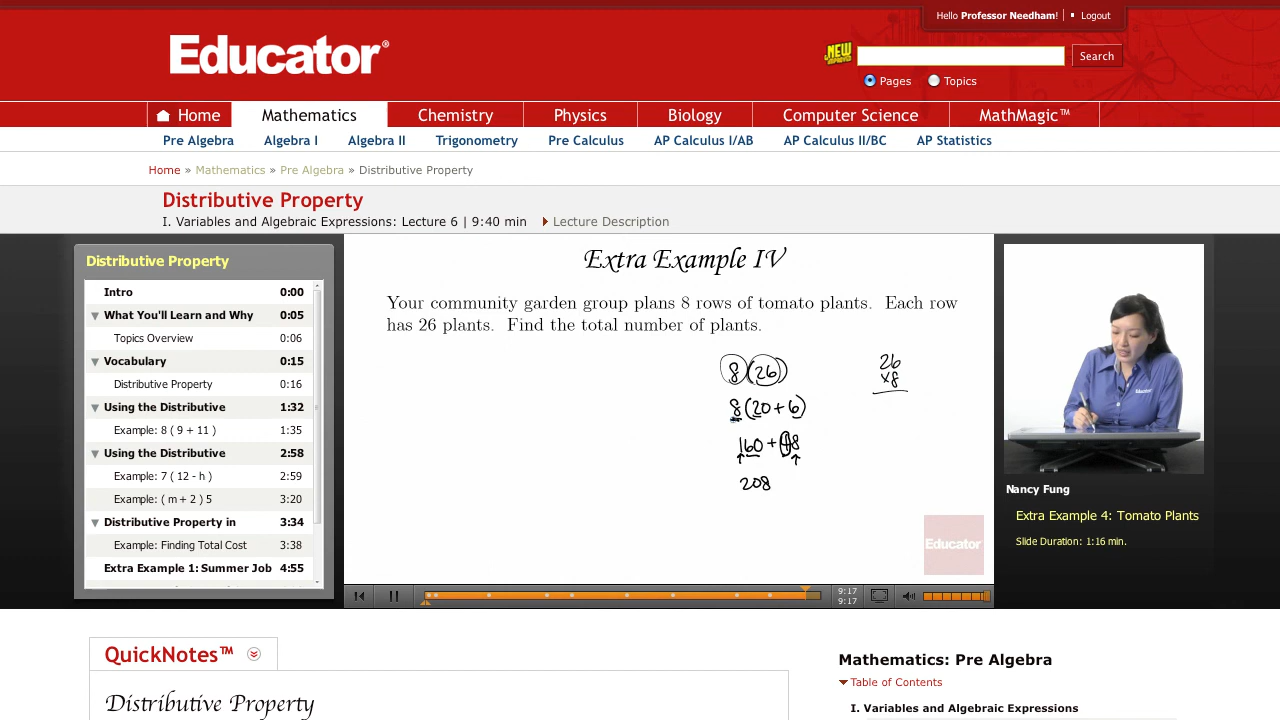 Hello Professor Needham! Logout
Educator®
NEW
Search
Pages Topics
Home Mathematics Chemistry Physics Biology Computer Science MathMagic™
Pre Algebra Algebra I Algebra II Trigonometry Pre Calculus AP Calculus I/AB AP Calculus II/BC AP Statistics
Home » Mathematics » Pre Algebra » Distributive Property
Distributive Property
I. Variables and Algebraic Expressions: Lecture 6 | 9:40 min Lecture Description
Distributive Property
Intro 0:00
What You'll Learn and Why 0:05
Topics Overview 0:06
Vocabulary 0:15
Distributive Property 0:16
Using the Distributive 1:32
Example: 8 ( 9 + 11 ) 1:35
Using the Distributive 2:58
Example: 7 ( 12 - h ) 2:59
Example: ( m + 2 ) 5 3:20
Distributive Property in 3:34
Example: Finding Total Cost 3:38
Extra Example 1: Summer Job 4:55
Extra Example IV
Your community garden group plans 8 rows of tomato plants. Each row
has 26 plants. Find the total number of plants.
8(26)
8(20+6)
160+48
208
26
x8
Educator
9:17
9:17
Nancy Fung
Extra Example 4: Tomato Plants
Slide Duration: 1:16 min.
QuickNotes™
Distributive Property
Mathematics: Pre Algebra
Table of Contents
I. Variables and Algebraic Expressions